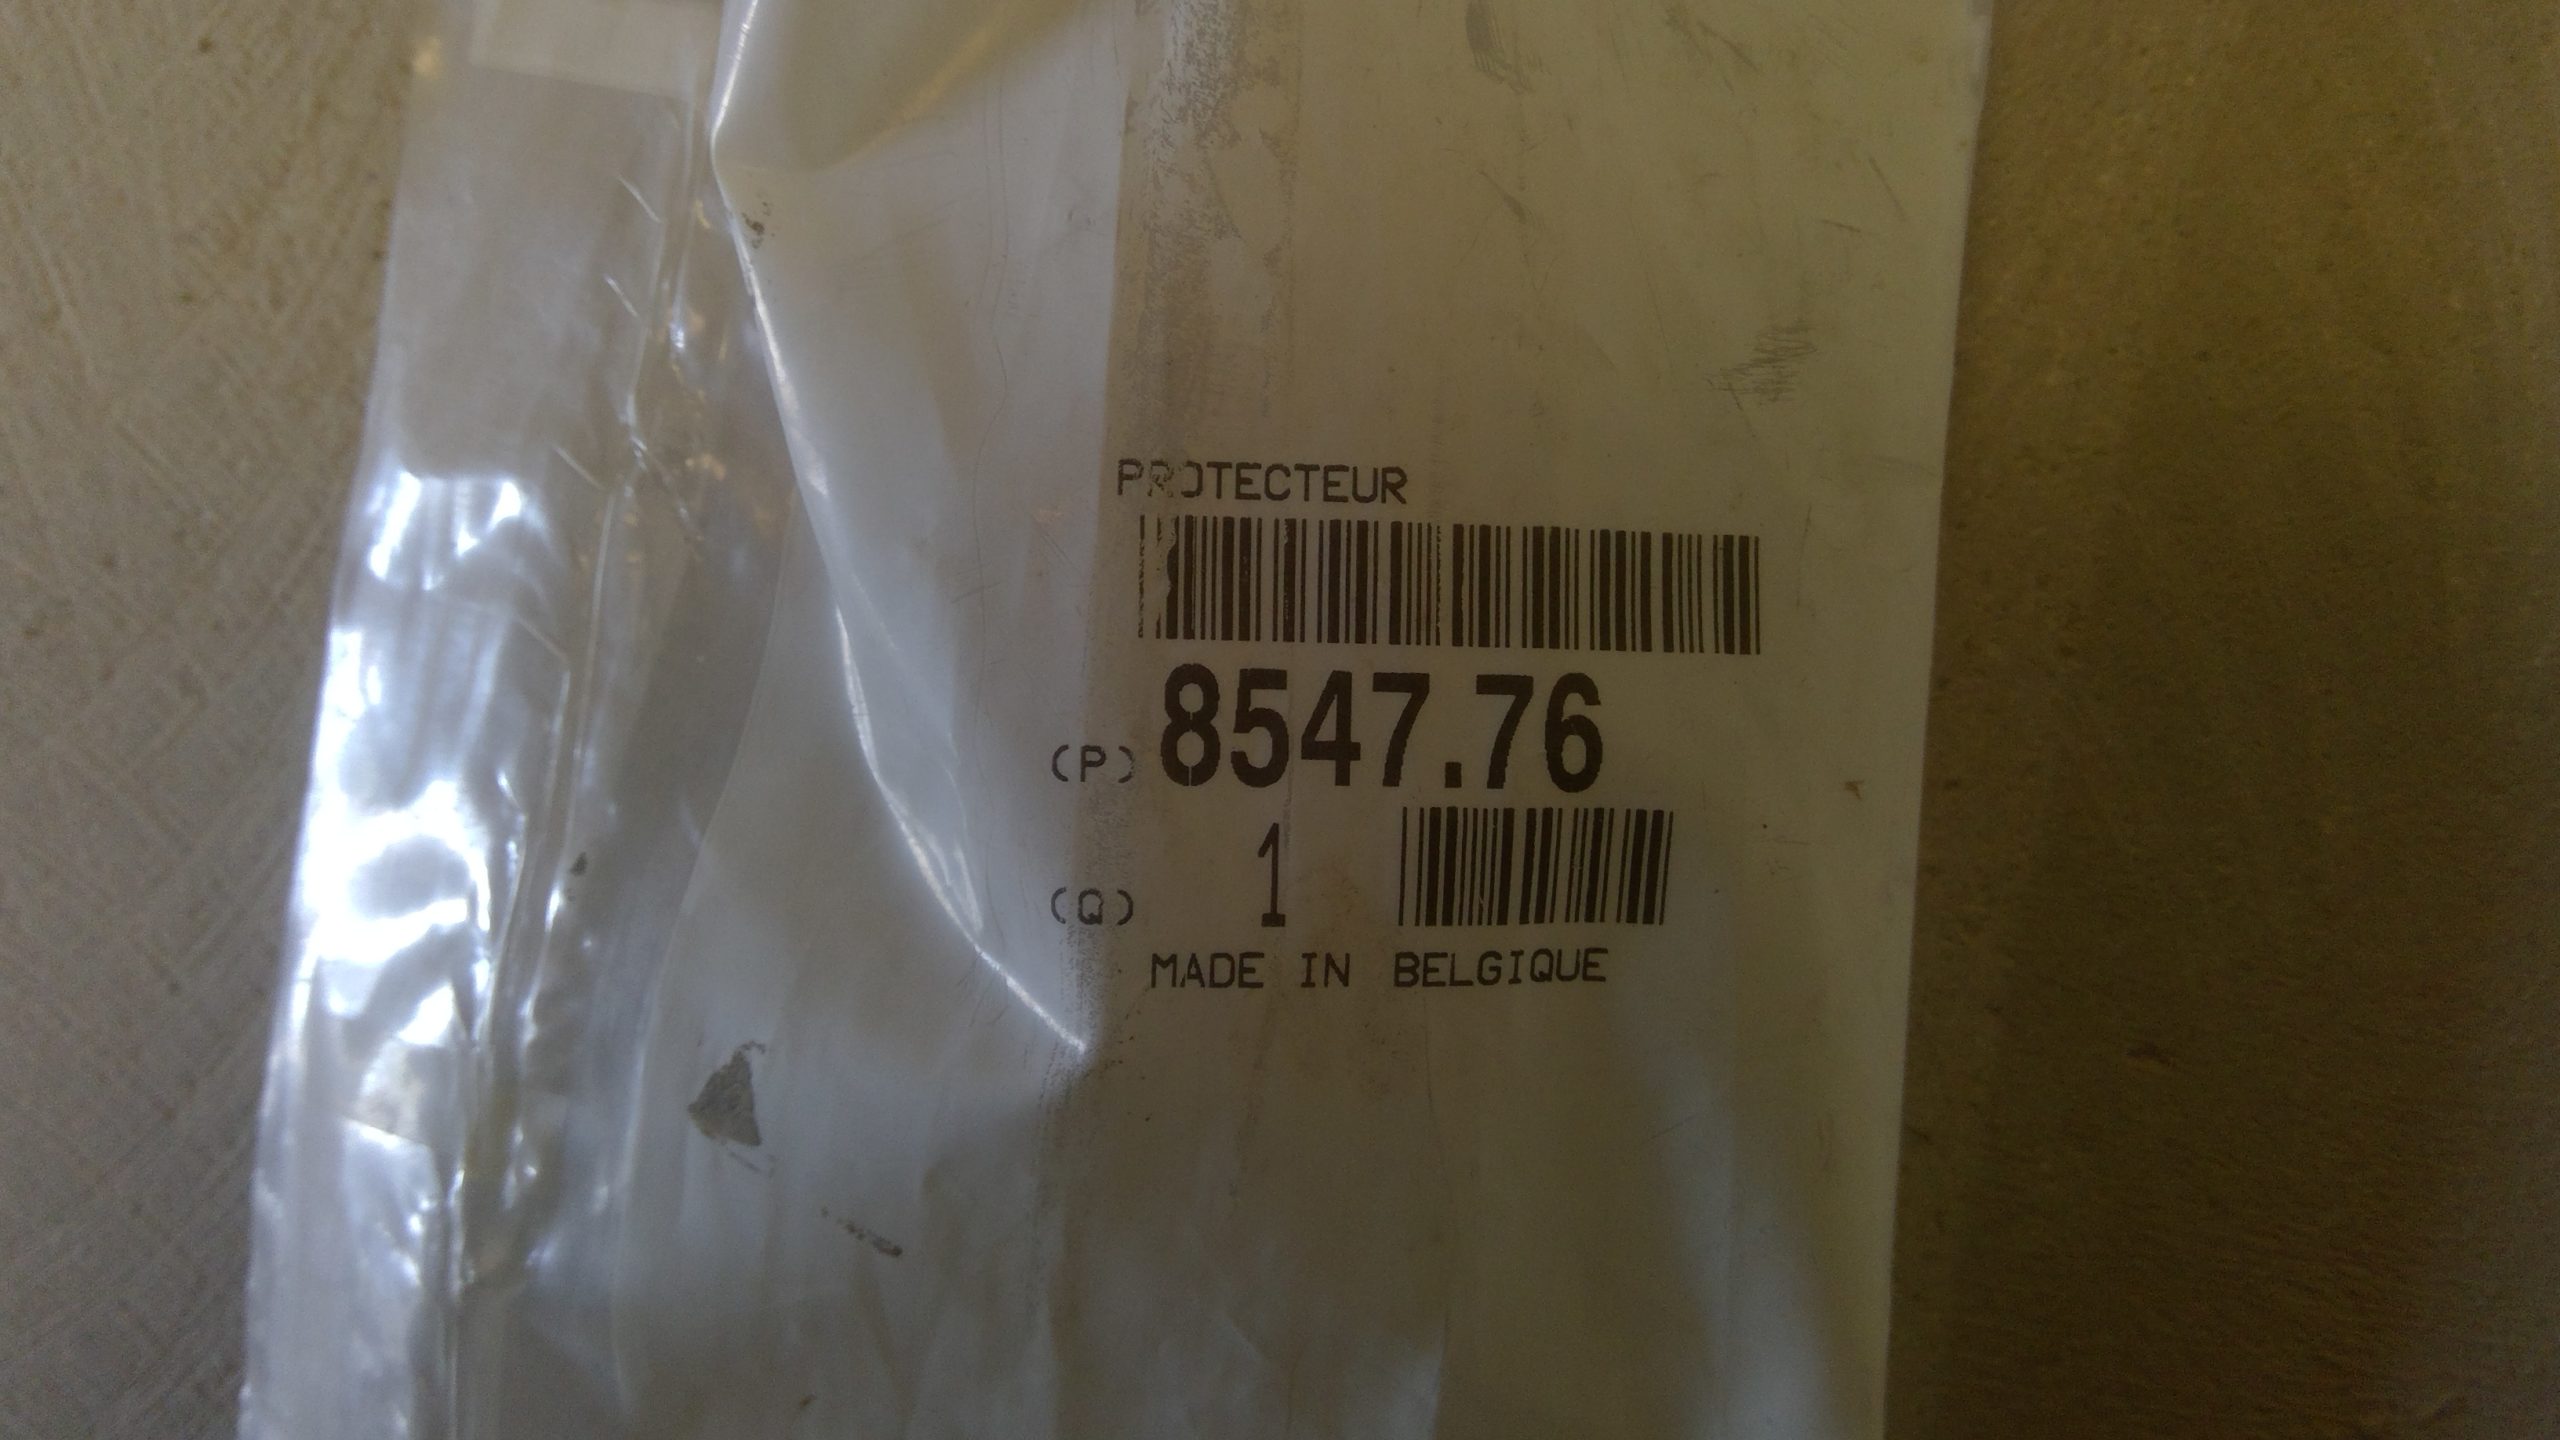 PROTECTEUR
(P) 8547.76
(Q) 1
MADE IN BELGIQUE